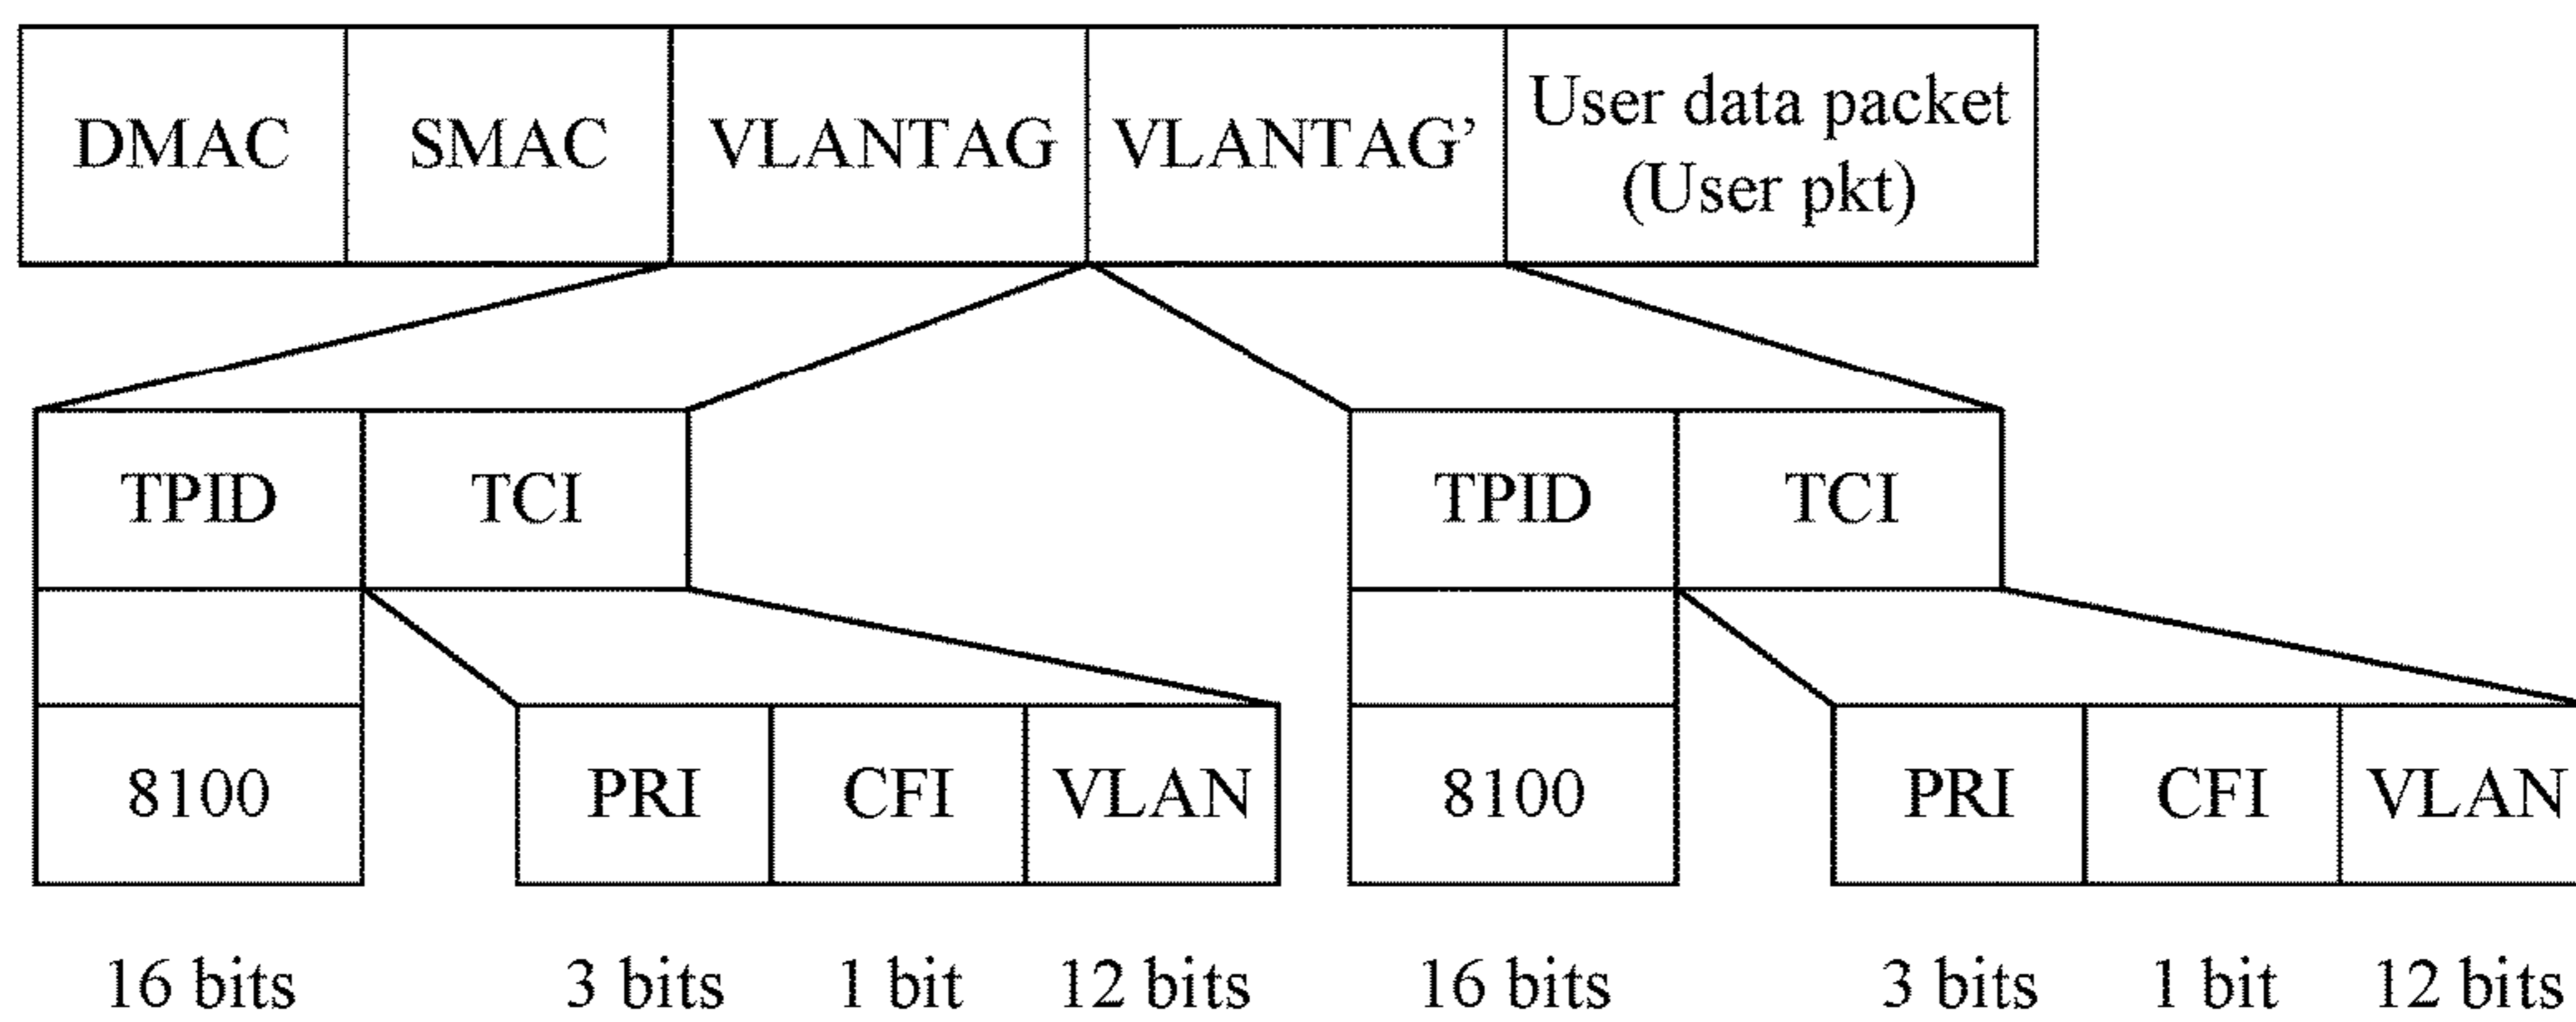 DMAC SMAC VLANTAG VLANTAG’ User data packet
(User pkt)
TPID TCI TPID TCI
8100 PRI CFI VLAN 8100 PRI CFI VLAN
16 bits 3 bits 1 bit 12 bits 16 bits 3 bits 1 bit 12 bits